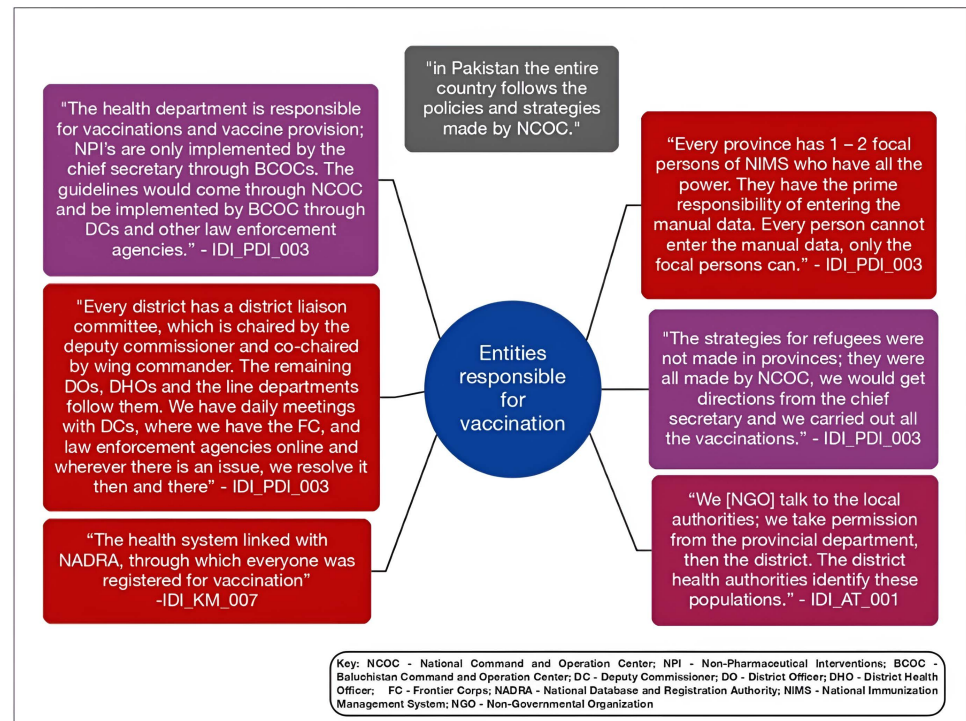 "in Pakistan the entire
country follows the
policies and strategies
made by NCOC."
"The health department is responsible
for vaccinations and vaccine provision;
NPI's are only implemented by the
chief secretary through BCOCs. The
guidelines would come through NCOC
and be implemented by BCOC through
DCs and other law enforcement
agencies.” - IDI_PDI_003
"Every district has a district liaison
committee, which is chaired by the
deputy commissioner and co-chaired
by wing commander. The remaining
DOs, DHOs and the line departments
follow them. We have daily meetings
with DCs, where we have the FC, and
law enforcement agencies online and
wherever there is an issue, we resolve it
then and there” - IDI_PDI_003
“The health system linked with
NADRA, through which everyone was
registered for vaccination”
-IDI_KM_007
Entities
responsible
for
vaccination
“Every province has 1 – 2 focal
persons of NIMS who have all the
power. They have the prime
responsibility of entering the
manual data. Every person cannot
enter the manual data, only the
focal persons can.” - IDI_PDI_003
"The strategies for refugees were
not made in provinces; they were
all made by NCOC, we would get
directions from the chief
secretary and we carried out all
the vaccinations.” - IDI_PDI_003
“We [NGO] talk to the local
authorities; we take permission
from the provincial department,
then the district. The district
health authorities identify these
populations.” - IDI_AT_001
Key: NCOC - National Command and Operation Center; NPI - Non-Pharmaceutical Interventions; BCOC -
Baluchistan Command and Operation Center; DC - Deputy Commissioner; DO - District Officer; DHO - District Health
Officer; FC - Frontier Corps; NADRA - National Database and Registration Authority; NIMS - National Immunization
Management System; NGO - Non-Governmental Organization